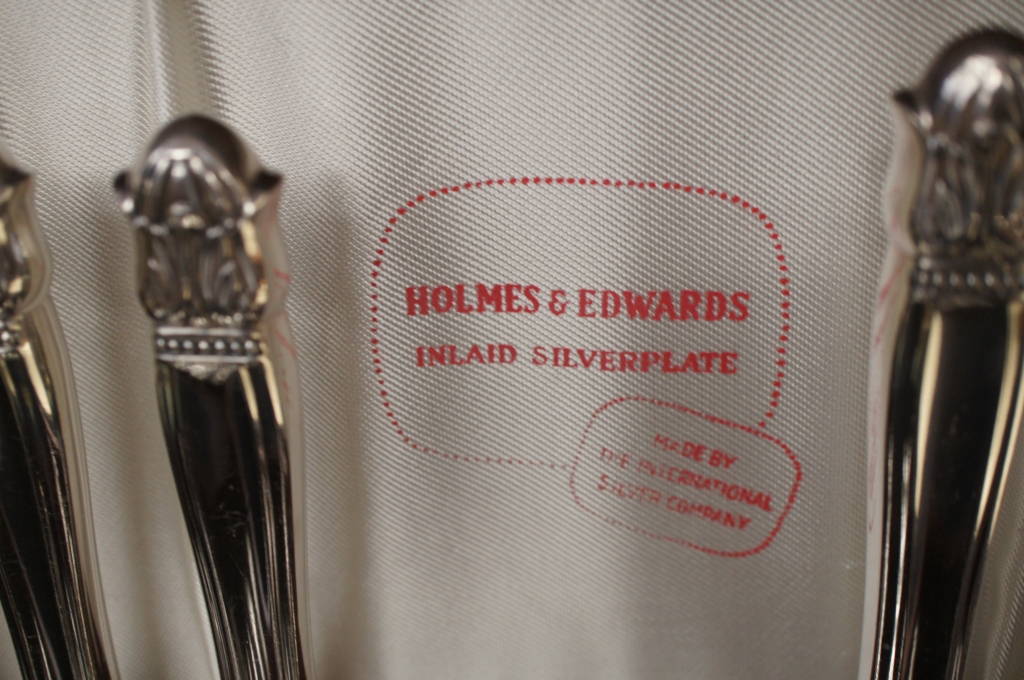 HOLMES & EDWARDS
INLAID SILVERPLATE
MADE BY
THE INTERNATIONAL
SILVER COMPANY